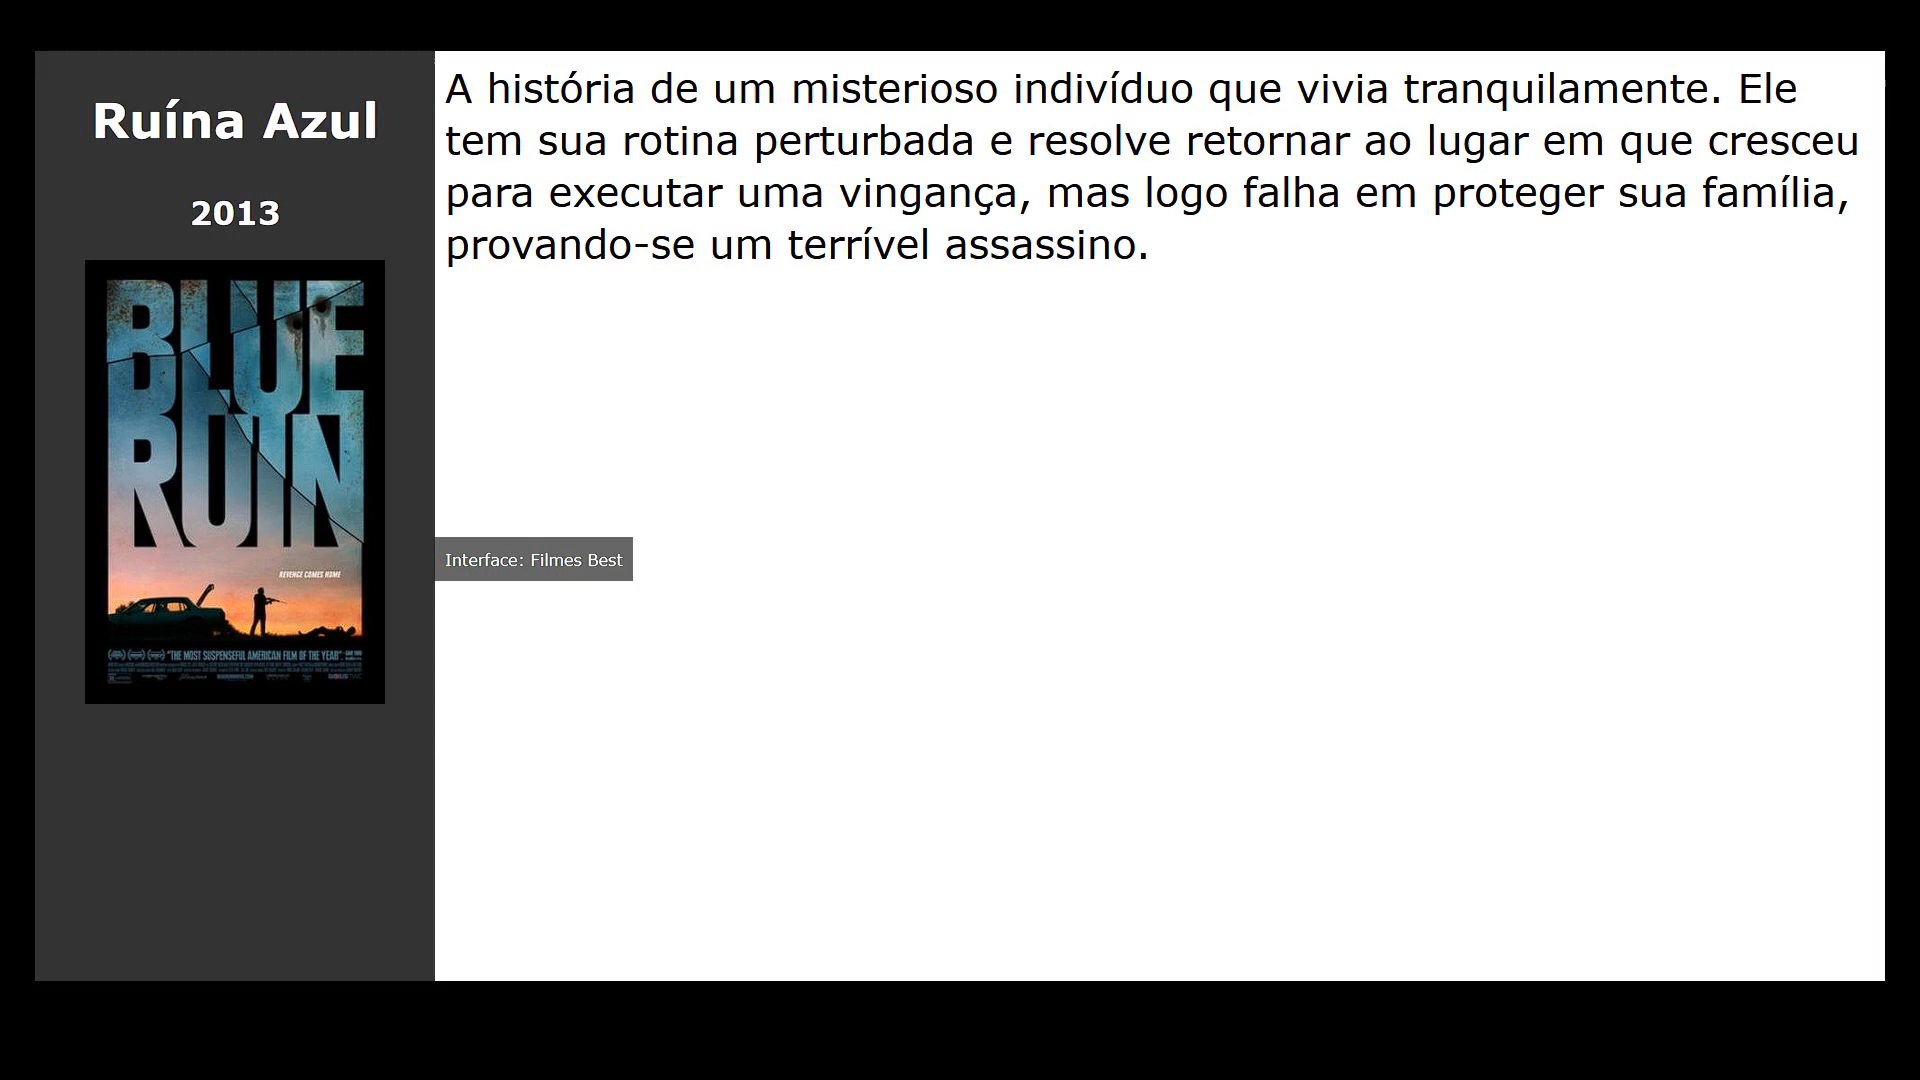 Ruína Azul
2013
BLUE
RUIN
REVENGE COMES HOME
"THE MOST SUSPENSEFUL AMERICAN FILM OF THE YEAR"
A história de um misterioso indivíduo que vivia tranquilamente. Ele
tem sua rotina perturbada e resolve retornar ao lugar em que cresceu
para executar uma vingança, mas logo falha em proteger sua família,
provando-se um terrível assassino.
Interface: Filmes Best